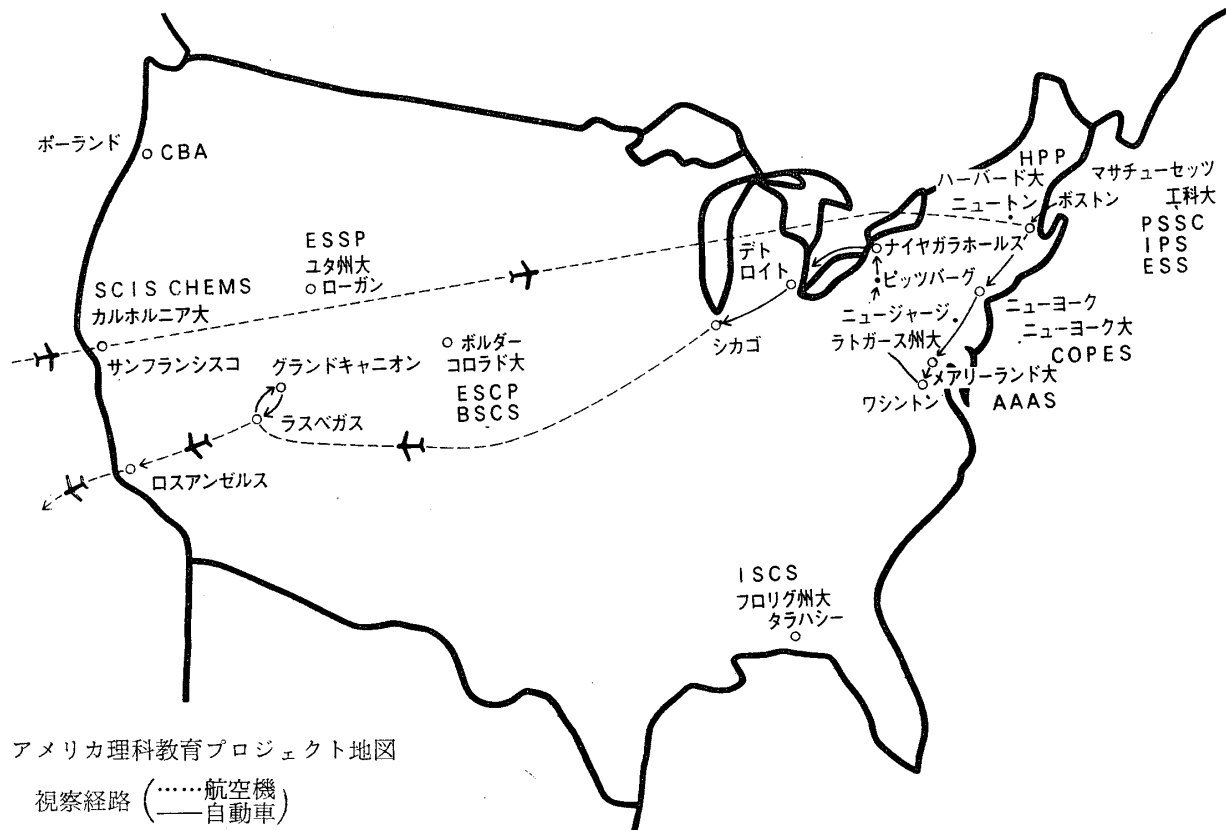 ポーランド
CBA
ESSP
ユタ州大
ローガン
SCIS CHEMS
カルホルニア大
サンフランシスコ
グランドキャニオン
ラスベガス
ボルダー
コロラド大
ESCP
BSCS
ロスアンゼルス
HPP
ハーバード大
ニュートン
ボストン
マサチューセッツ
工科大
PSSC
IPS
ESS
デト
ロイト
ナイヤガラホールス
ピッツバーグ
シカゴ
ニュージャージ
ラトガース州大
ニューヨーク
ニューヨーク大
COPES
メアリーランド大
ワシントン
AAAS
ISCS
フロリグ州大
タラハシー
アメリカ理科教育プロジェクト地図
視察経路(……航空機
——自動車)